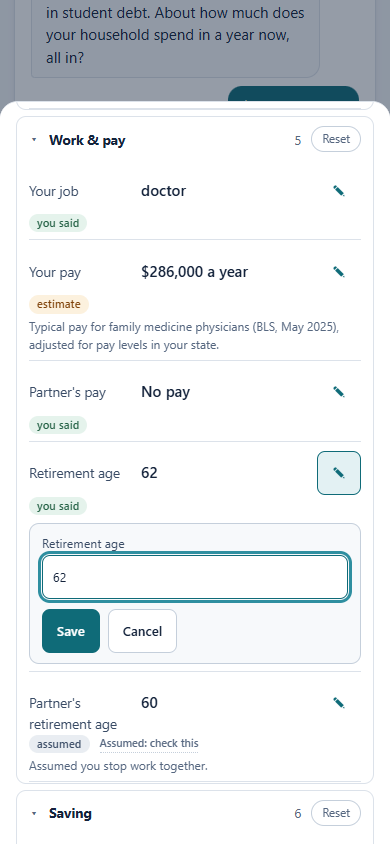 in student debt. About how much does
your household spend in a year now,
all in?
Work & pay
5
Reset
Your job
doctor
you said
Your pay
$286,000 a year
estimate
Typical pay for family medicine physicians (BLS, May 2025),
adjusted for pay levels in your state.
Partner's pay
No pay
you said
Retirement age
62
you said
Retirement age
62
Save
Cancel
Partner's
retirement age
60
assumed
Assumed: check this
Assumed you stop work together.
Saving
6
Reset